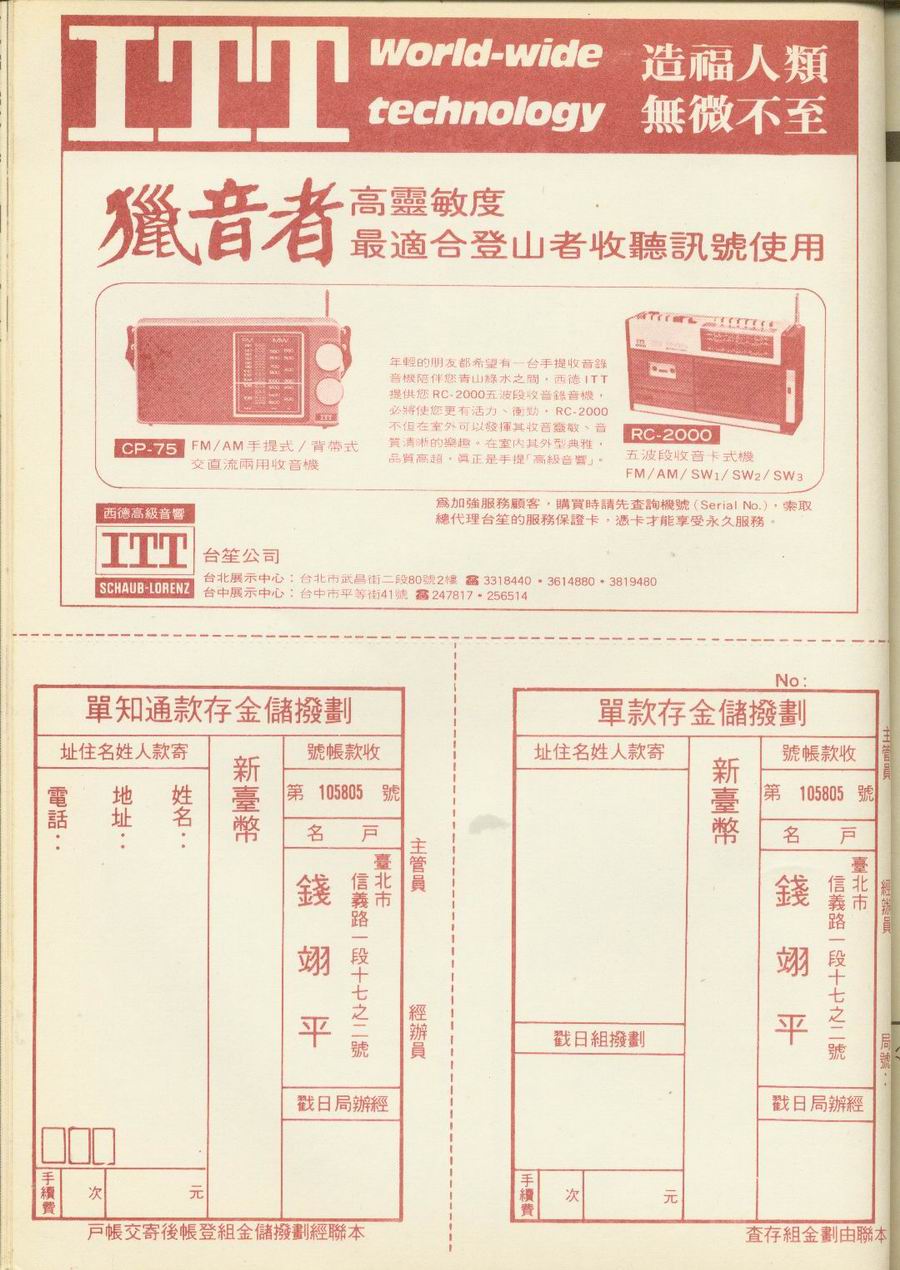 ITT
World-wide
technology
造福人類
無微不至
獵音者
高靈敏度
最適合登山者收聽訊號使用
CP-75
FM/AM手提式/背帶式
交直流兩用收音機
年輕的朋友都希望有一台手提收音錄
音機陪伴您青山綠水之間，西德ITT
提供您RC-2000五波段收音錄音機，
必將使您更有活力、衝勁，RC-2000
不但在室外可以發揮其收音靈敏、音
質清晰的樂趣。在室內其外型典雅，
品質高超，眞正是手提「高級音響」。
RC-2000
五波段收音卡式機
FM/AM/SW1/SW2/SW3
為加強服務顧客，購買時請先查詢機號（Serial No.），索取
總代理台笙的服務保證卡，憑卡才能享受永久服務。
西德高級音響
ITT
SCHAUB-LORENZ
台笙公司
台北展示中心：台北市武昌街二段80號2樓 ☎3318440•3614880•3819480
台中展示中心：台中市平等街41號 ☎247817•256514
單知通款存金儲撥劃
址住名姓人款寄
姓名：
地址：
電話：
新臺幣
號帳款收
第 105805 號
名 戶
臺北市
信義路一段十七之二號
錢翊平
戳日局辦經
主管員
經辦員
手續費
次
元
戶帳交寄後帳登組金儲撥劃經聯本
No:
單款存金儲撥劃
址住名姓人款寄
新臺幣
號帳款收
第 105805 號
名 戶
臺北市
信義路一段十七之二號
錢翊平
戳日組撥劃
戳日局辦經
主管員
經辦員
局號：
手續費
次
元
查存組金劃由聯本